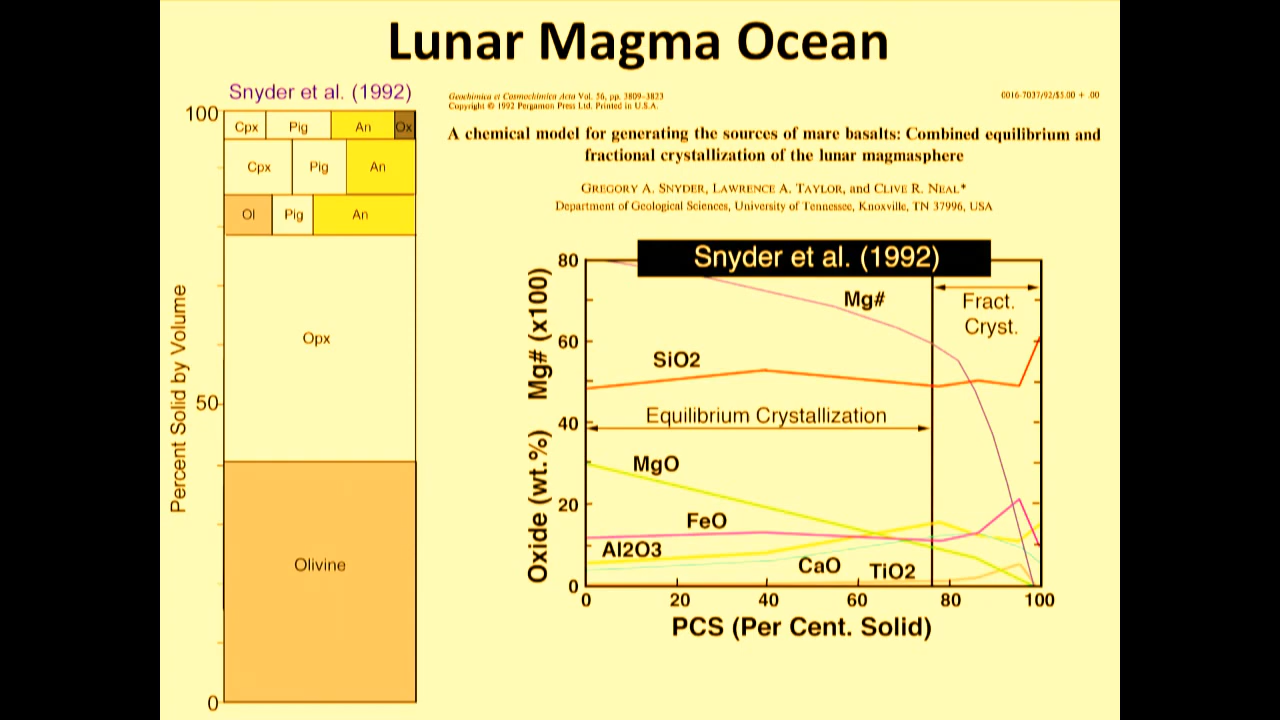 Lunar Magma Ocean
Snyder et al. (1992)
100
Cpx Pig An Ox
Cpx Pig An
Ol Pig An
Opx
50
Olivine
0
Percent Solid by Volume
Geochimica et Cosmochimica Acta Vol. 56, pp. 3809–3823
Copyright © 1992 Pergamon Press Ltd. Printed in U.S.A.
0016-7037/92/$5.00 + .00
A chemical model for generating the sources of mare basalts: Combined equilibrium and
fractional crystallization of the lunar magmasphere
GREGORY A. SNYDER, LAWRENCE A. TAYLOR, and CLIVE R. NEAL*
Department of Geological Sciences, University of Tennessee, Knoxville, TN 37996, USA
Snyder et al. (1992)
80
Mg#
Fract.
Cryst.
60
SiO2
Equilibrium Crystallization
40
MgO
20
FeO
Al2O3
CaO TiO2
0
0 20 40 60 80 100
PCS (Per Cent. Solid)
Oxide (wt.%) Mg# (x100)